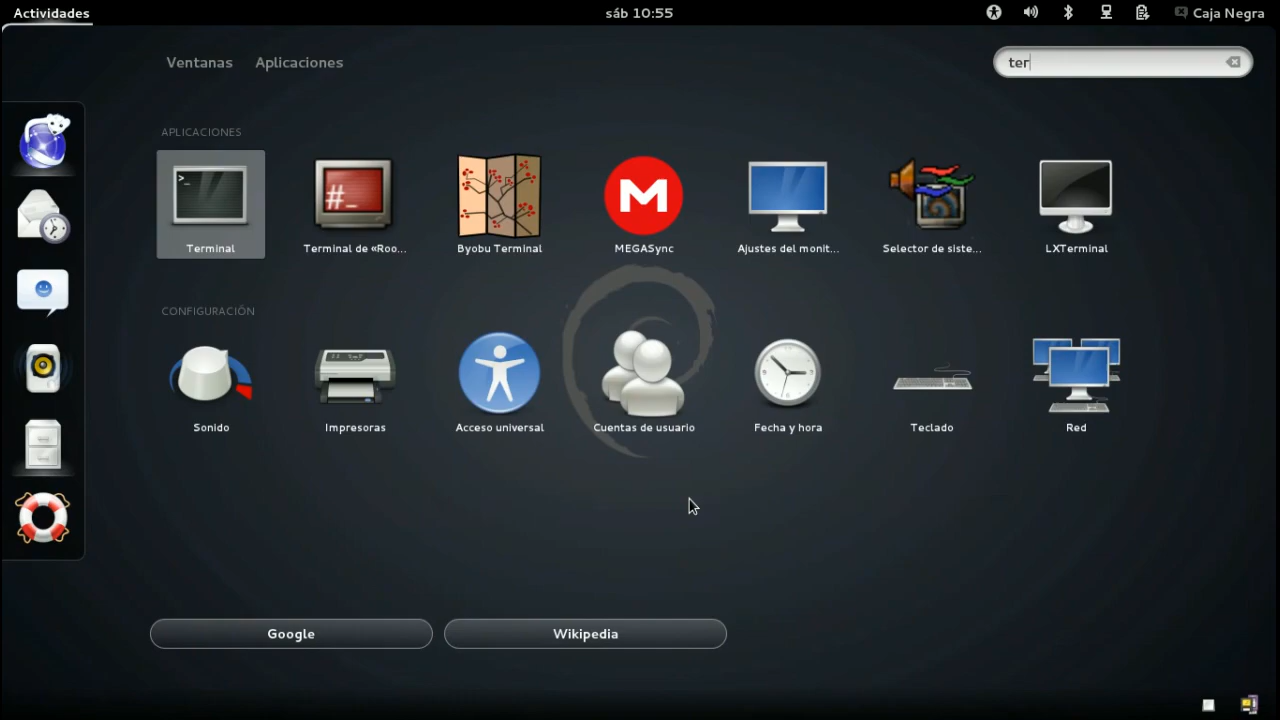 Actividades
sáb 10:55
Caja Negra
Ventanas
Aplicaciones
ter
APLICACIONES
>_
#_
M
Terminal
Terminal de «Roo...
Byobu Terminal
MEGASync
Ajustes del monit...
Selector de siste...
LXTerminal
CONFIGURACIÓN
Sonido
Impresoras
Acceso universal
Cuentas de usuario
Fecha y hora
Teclado
Red
Google
Wikipedia